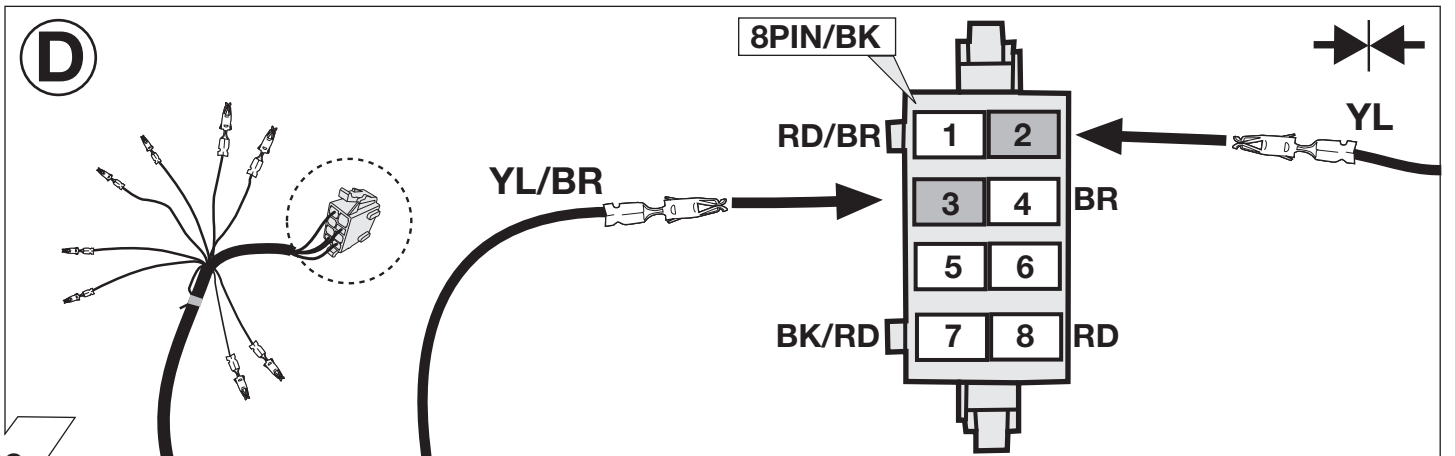 D
8PIN/BK
YL
RD/BR 1 2
YL/BR
3 4 BR
5 6
BK/RD 7 8 RD